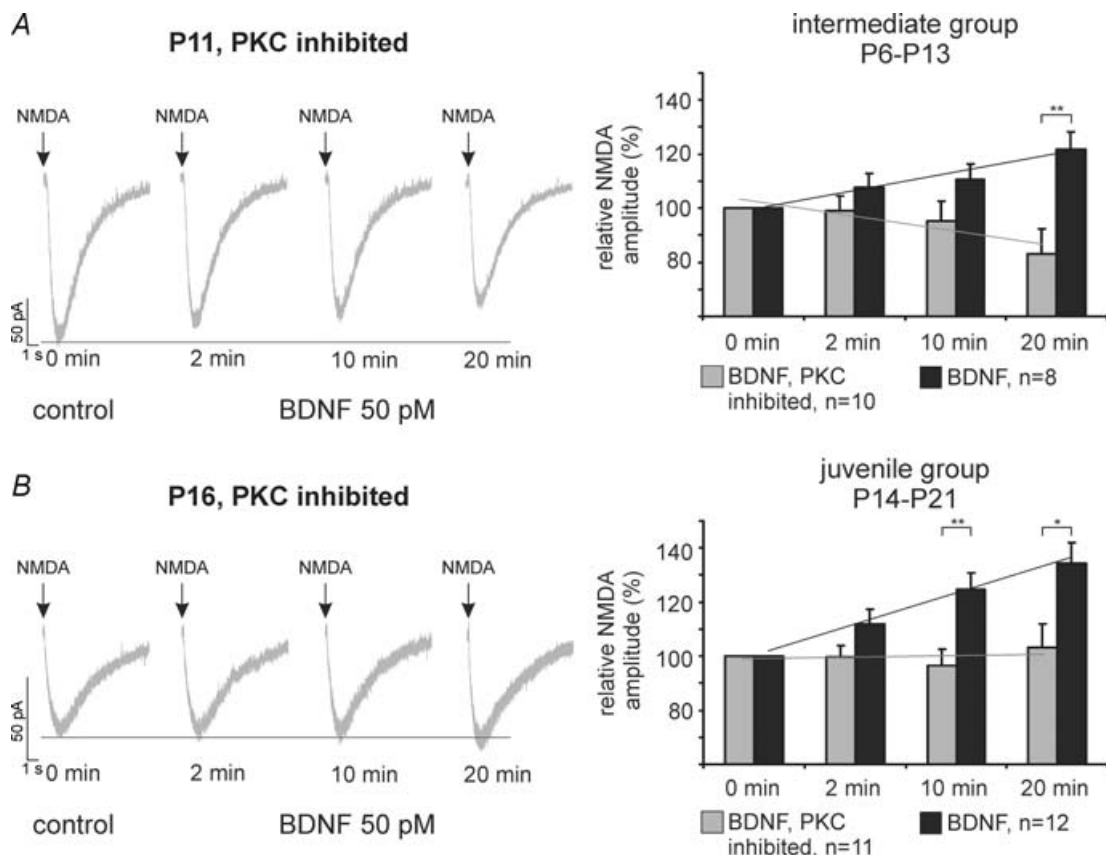 A
P11, PKC inhibited
NMDA NMDA NMDA NMDA
50 pA
1 s
0 min 2 min 10 min 20 min
control BDNF 50 pM
intermediate group
P6-P13
relative NMDA
amplitude (%)
140
120
100
80
**
0 min 2 min 10 min 20 min
BDNF, PKC
inhibited, n=10
BDNF, n=8
B
P16, PKC inhibited
NMDA NMDA NMDA NMDA
50 pA
1 s
0 min 2 min 10 min 20 min
control BDNF 50 pM
juvenile group
P14-P21
relative NMDA
amplitude (%)
140
120
100
80
** *
0 min 2 min 10 min 20 min
BDNF, PKC
inhibited, n=11
BDNF, n=12